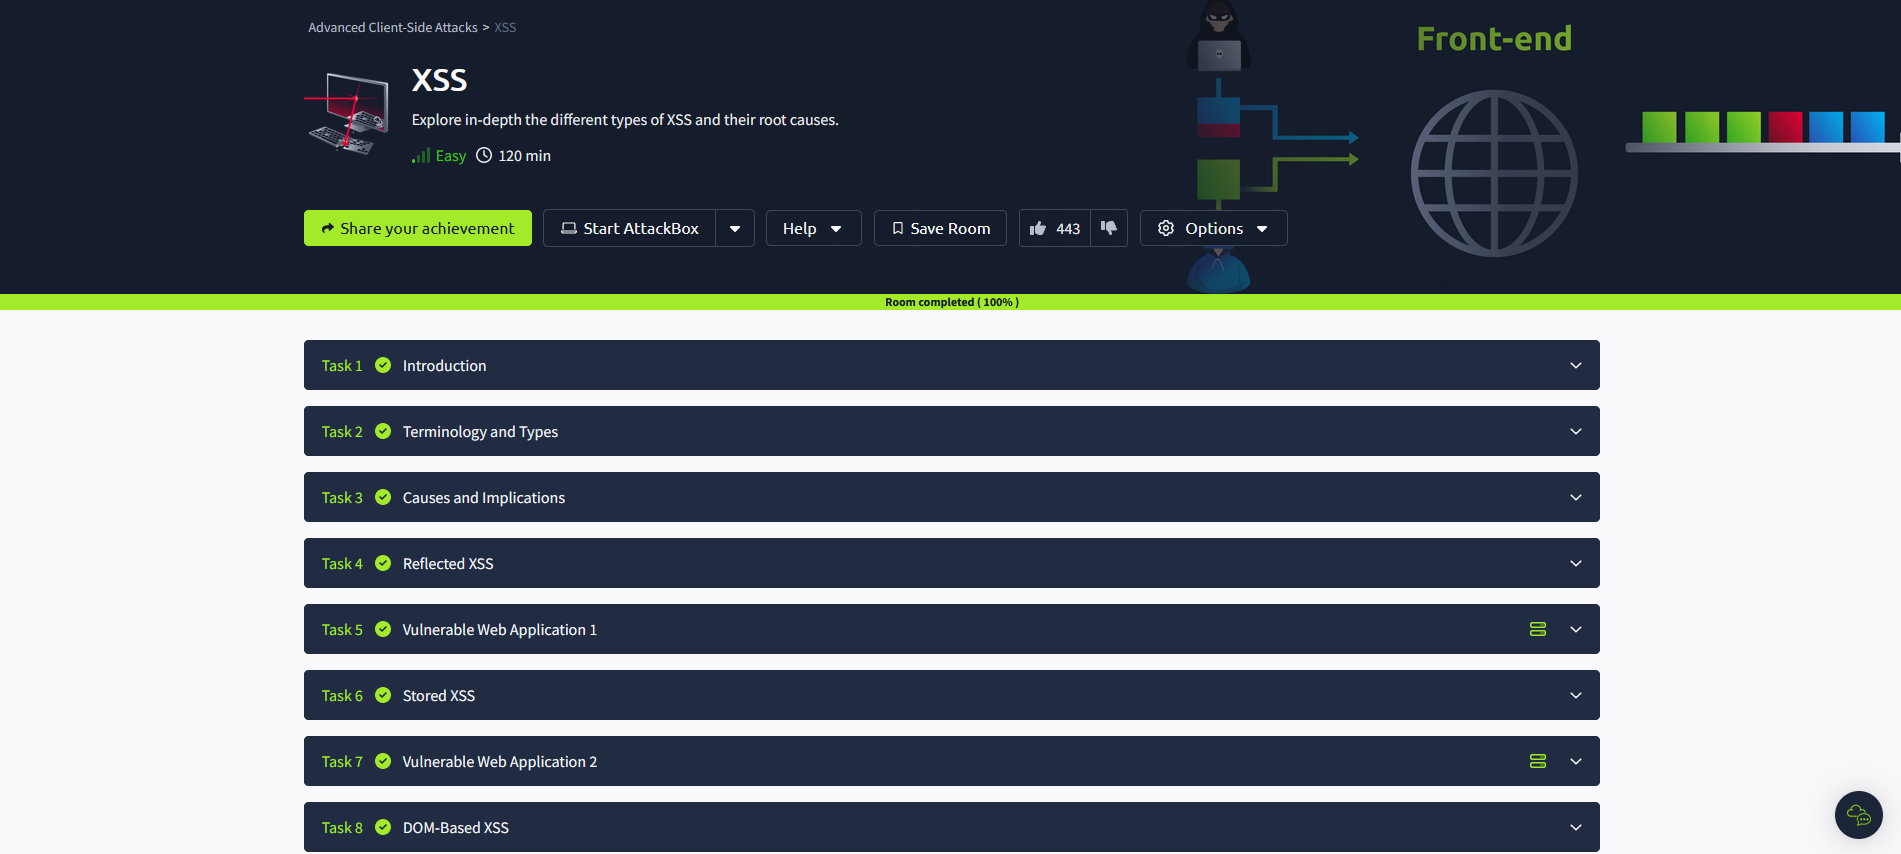 Advanced Client-Side Attacks > XSS
Front-end
XSS
Explore in-depth the different types of XSS and their root causes.
Easy 120 min
Share your achievement Start AttackBox Help Save Room 443 Options
Room completed ( 100% )
Task 1 Introduction
Task 2 Terminology and Types
Task 3 Causes and Implications
Task 4 Reflected XSS
Task 5 Vulnerable Web Application 1
Task 6 Stored XSS
Task 7 Vulnerable Web Application 2
Task 8 DOM-Based XSS